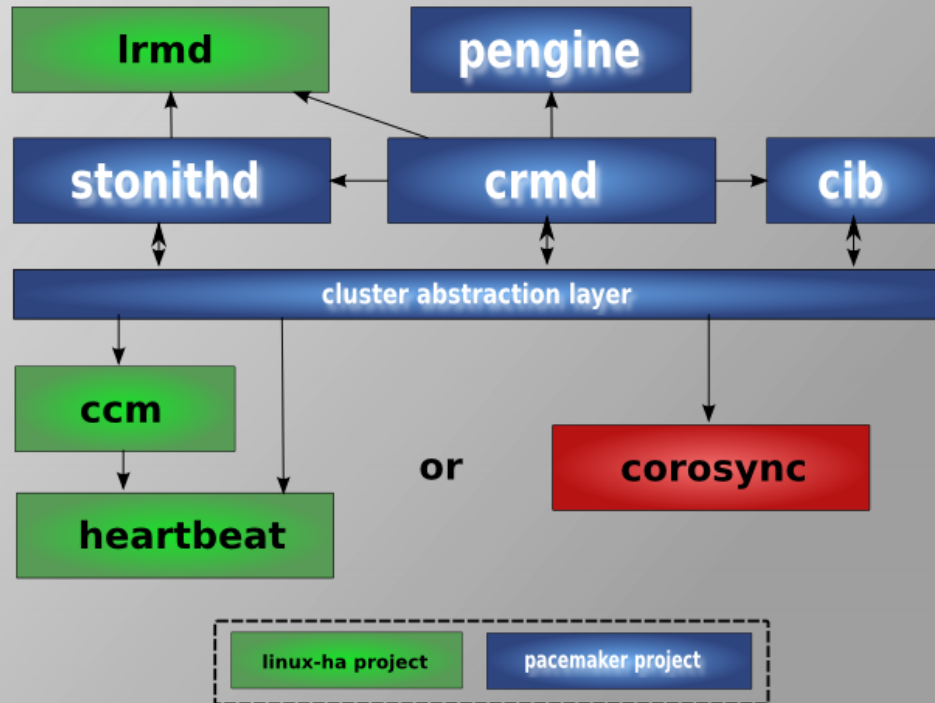 lrmd
pengine
stonithd
crmd
cib
cluster abstraction layer
ccm
or
corosync
heartbeat
linux-ha project
pacemaker project